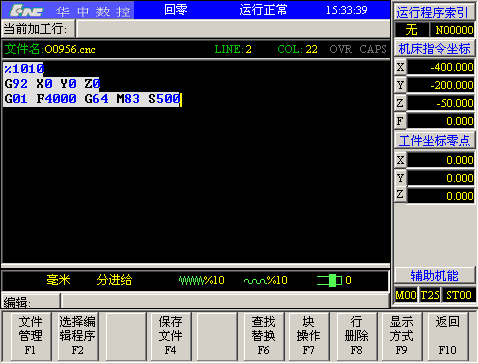 CNC 华中数控 回零 运行正常 15:33:39
当前加工行:
文件名:O0956.cnc LINE:2 COL:22 OVR CAPS
%1010
G92 X0 Y0 Z0
G01 F4000 G64 M83 S500
毫米 分进给 %10 %10 0
编辑:
运行程序索引
无 N00000
机床指令坐标
X -400.000
Y -200.000
Z -50.000
F 0.000
工件坐标零点
X 0.000
Y 0.000
Z 0.000
辅助机能
M00 T25 ST00
文件管理 F1
选择编辑程序 F2
保存文件 F4
查找替换 F6
块操作 F7
行删除 F8
显示方式 F9
返回 F10